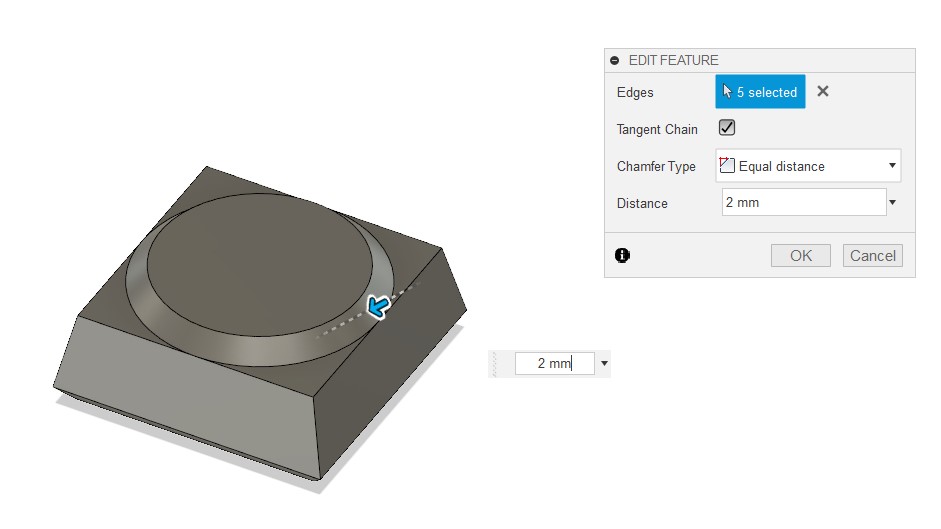 EDIT FEATURE
Edges 5 selected
Tangent Chain
Chamfer Type Equal distance
Distance 2 mm
OK Cancel
2 mm